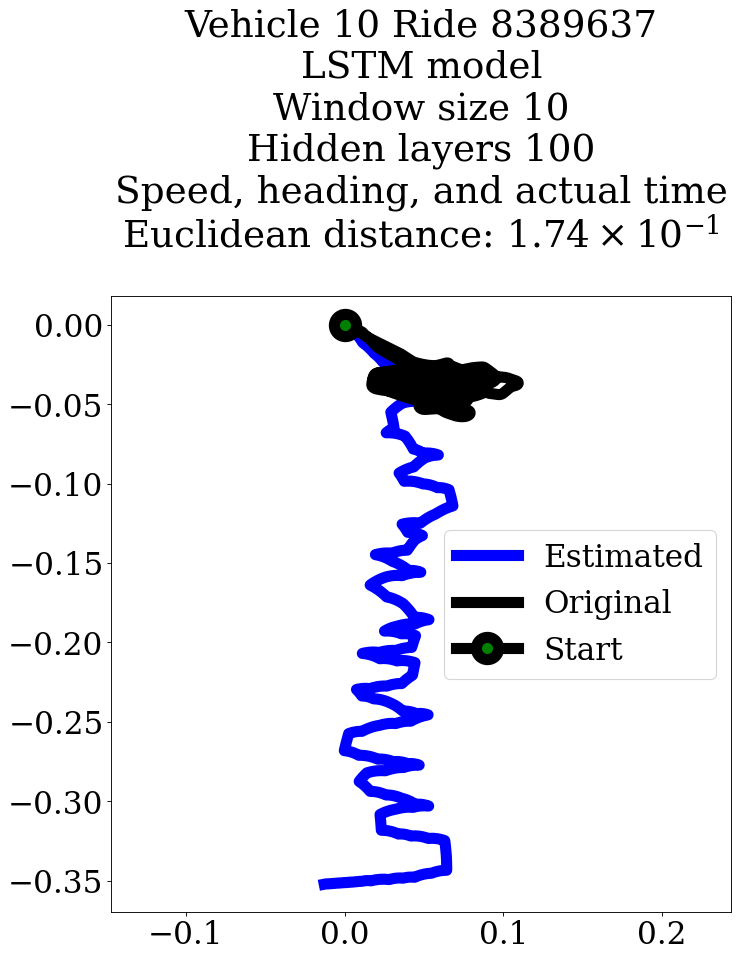 Vehicle 10 Ride 8389637
LSTM model
Window size 10
Hidden layers 100
Speed, heading, and actual time
Euclidean distance: 1.74 × 10⁻¹
0.00
−0.05
−0.10
−0.15
−0.20
−0.25
−0.30
−0.35
Estimated
Original
Start
−0.1
0.0
0.1
0.2